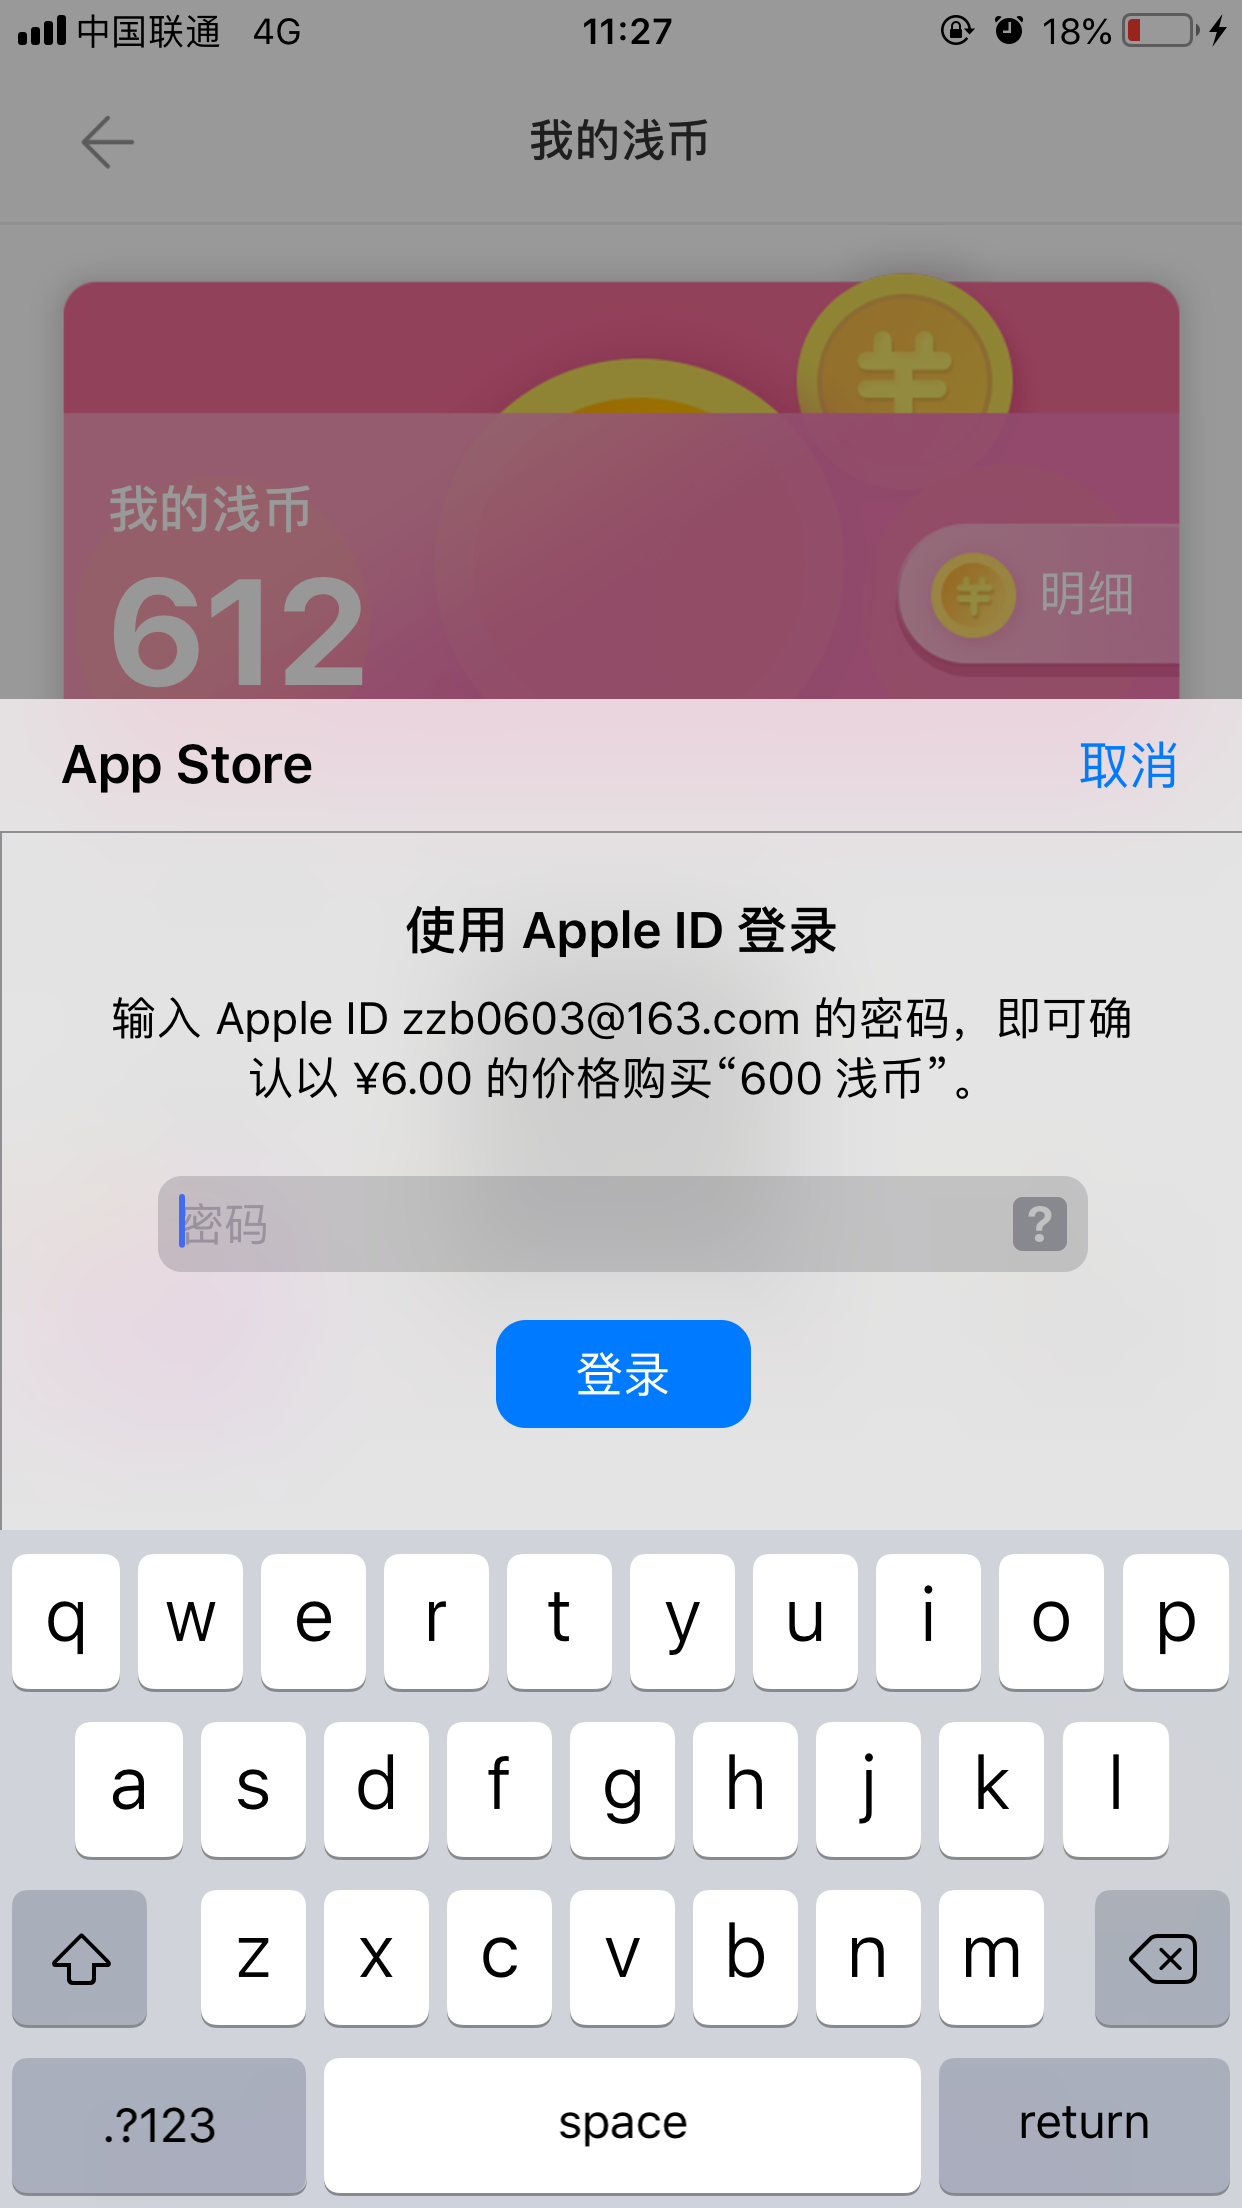 中国联通 4G 11:27 18%
我的浅币
我的浅币
612
明细
App Store 取消
使用 Apple ID 登录
输入 Apple ID zzb0603@163.com 的密码，即可确
认以 ¥6.00 的价格购买“600 浅币”。
密码 ?
登录
q w e r t y u i o p
a s d f g h j k l
z x c v b n m
.?123 space return